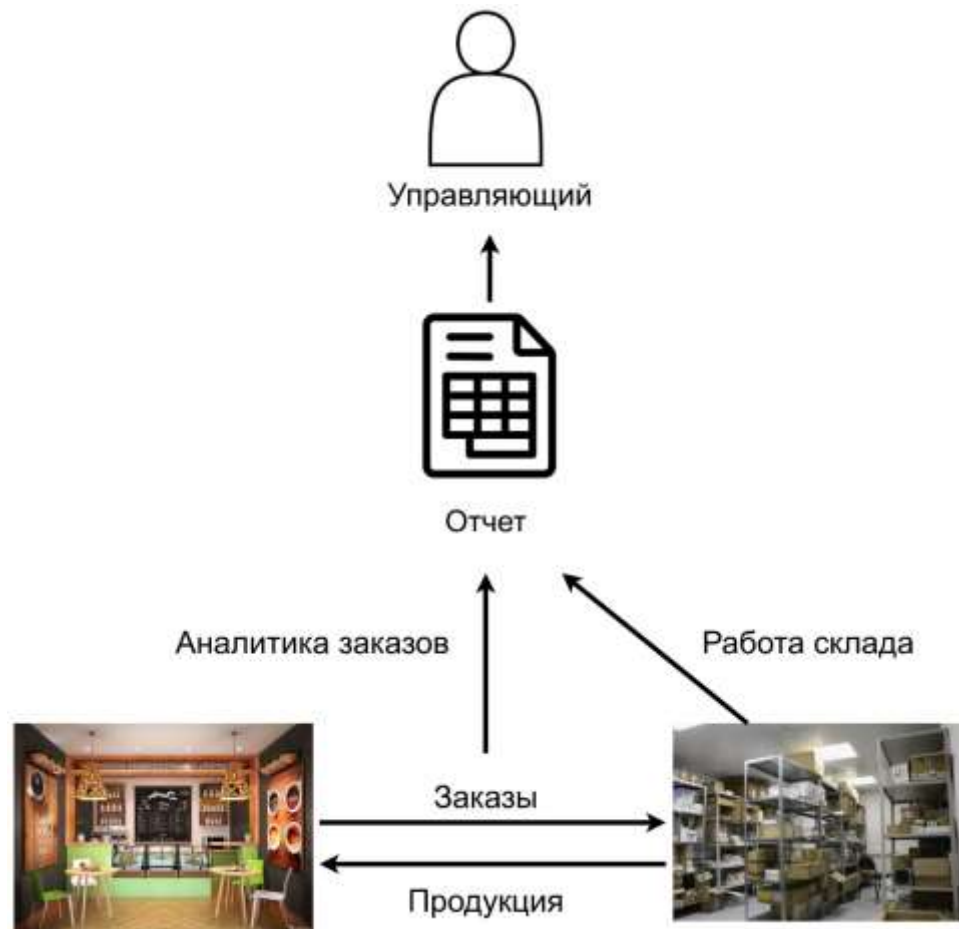 Управляющий
Отчет
Аналитика заказов
Работа склада
Заказы
Продукция